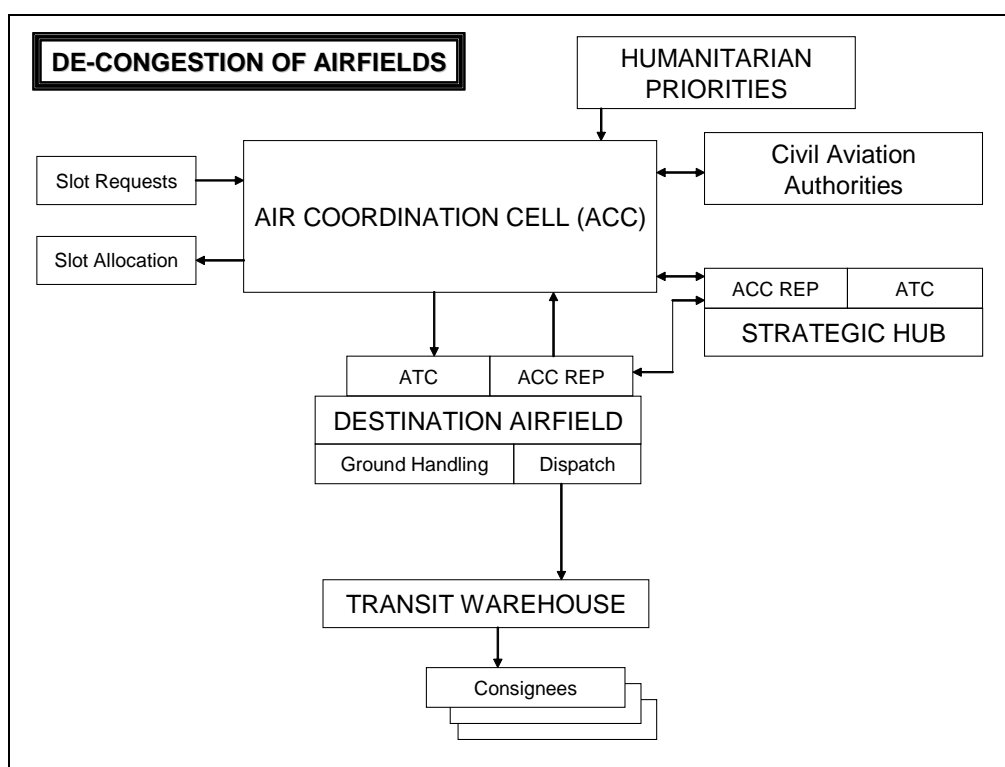 DE-CONGESTION OF AIRFIELDS
HUMANITARIAN
PRIORITIES
Slot Requests
Slot Allocation
AIR COORDINATION CELL (ACC)
Civil Aviation
Authorities
ACC REP
ATC
STRATEGIC HUB
ATC
ACC REP
DESTINATION AIRFIELD
Ground Handling
Dispatch
TRANSIT WAREHOUSE
Consignees